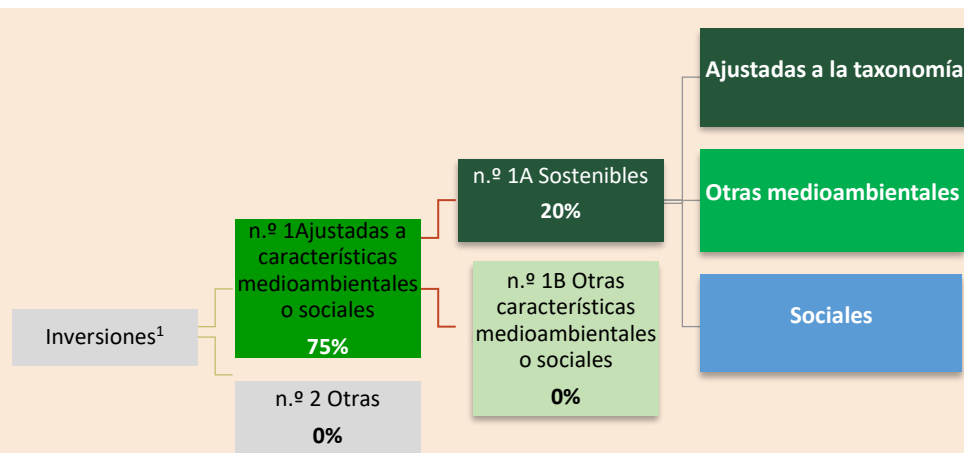 Inversiones¹
n.º 1Ajustadas a
características
medioambientales
o sociales
75%
n.º 2 Otras
0%
n.º 1A Sostenibles
20%
n.º 1B Otras
características
medioambientales
o sociales
0%
Ajustadas a la taxonomía
Otras medioambientales
Sociales